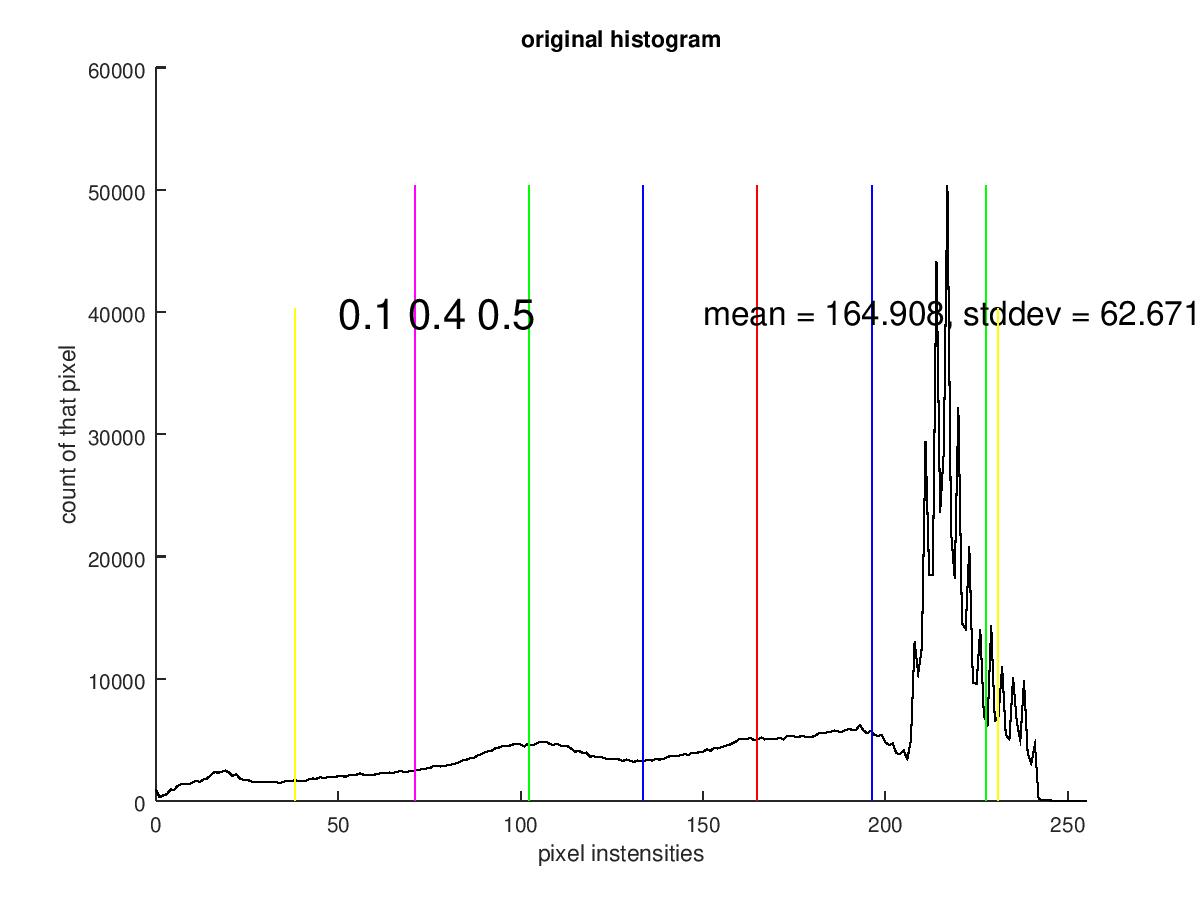 original histogram
60000
50000
40000
30000
20000
10000
0
count of that pixel
0.1 0.4 0.5
mean = 164.908, stddev = 62.671
0 50 100 150 200 250
pixel instensities